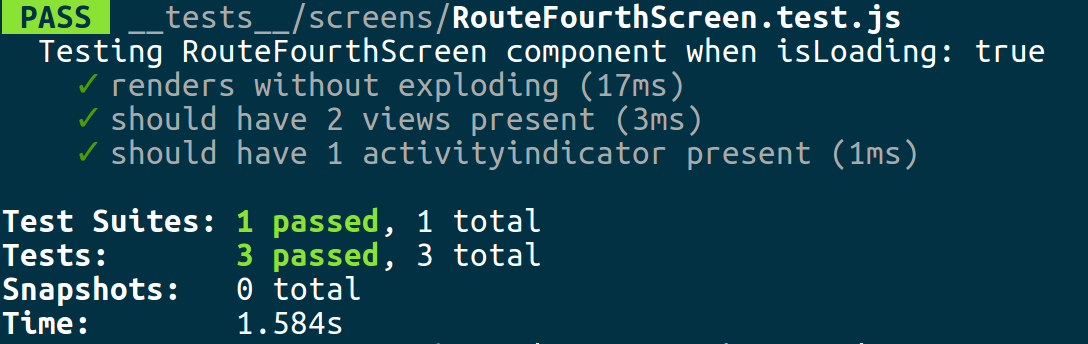 PASS __tests__/screens/RouteFourthScreen.test.js
Testing RouteFourthScreen component when isLoading: true
✓ renders without exploding (17ms)
✓ should have 2 views present (3ms)
✓ should have 1 activityindicator present (1ms)
Test Suites: 1 passed, 1 total
Tests: 3 passed, 3 total
Snapshots: 0 total
Time: 1.584s